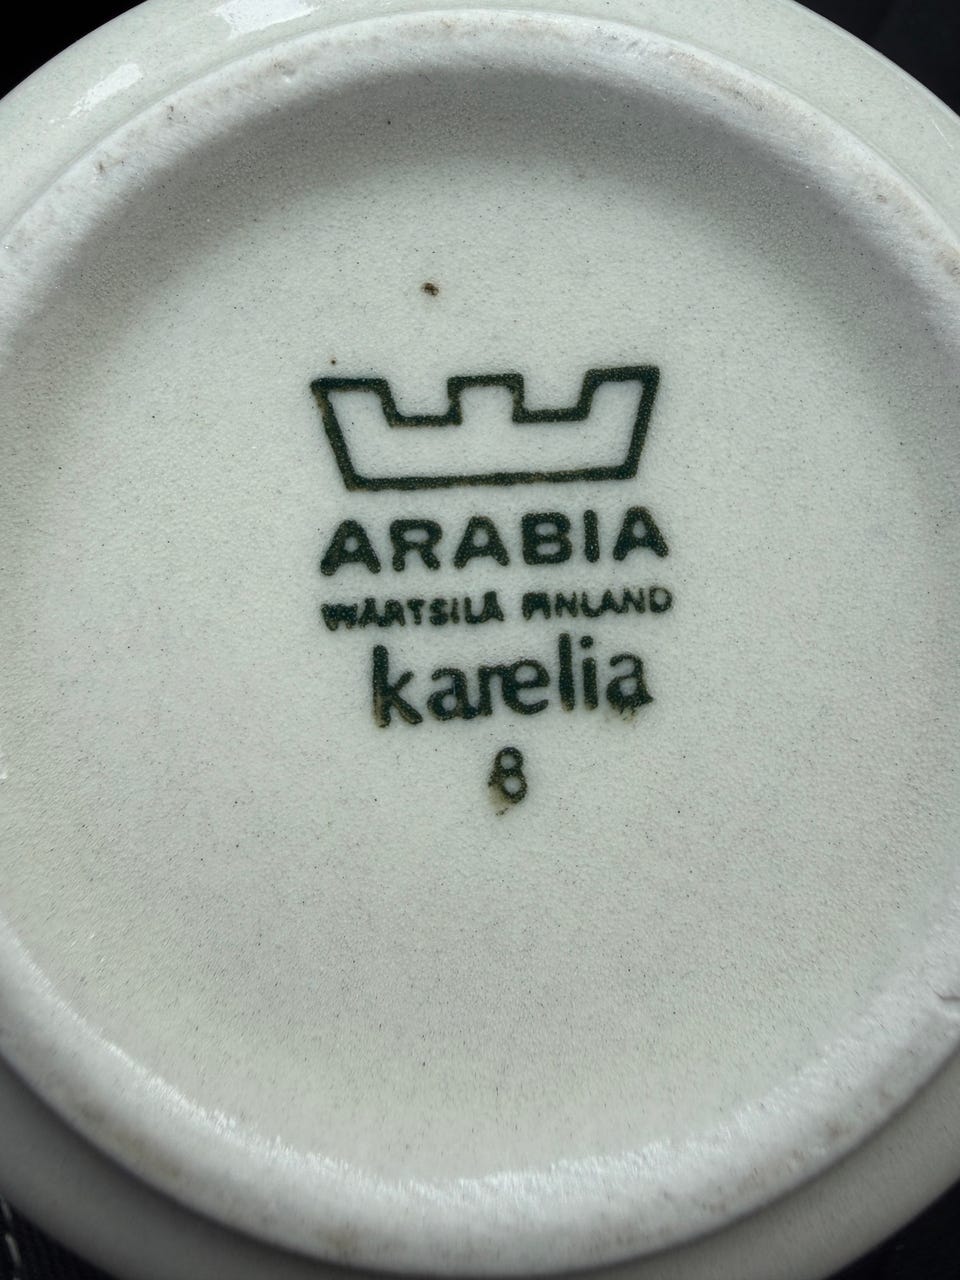 ARABIA
WÄRTSILÄ FINLAND
karelia
8